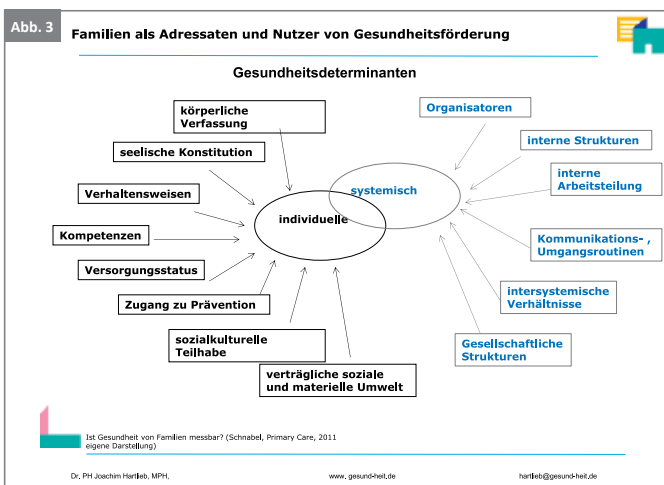 Abb. 3
Familien als Adressaten und Nutzer von Gesundheitsförderung
Gesundheitsdeterminanten
körperliche
Verfassung
seelische Konstitution
Verhaltensweisen
Kompetenzen
Versorgungsstatus
Zugang zu Prävention
sozialkulturelle
Teilhabe
verträgliche soziale
und materielle Umwelt
individuelle
systemisch
Organisatoren
interne Strukturen
interne
Arbeitsteilung
Kommunikations- ,
Umgangsroutinen
intersystemische
Verhältnisse
Gesellschaftliche
Strukturen
Ist Gesundheit von Familien messbar? (Schnabel, Primary Care, 2011
eigene Darstellung)
Dr. PH Joachim Hartlieb, MPH,
www. gesund-heit.de
hartlieb@gesund-heit.de